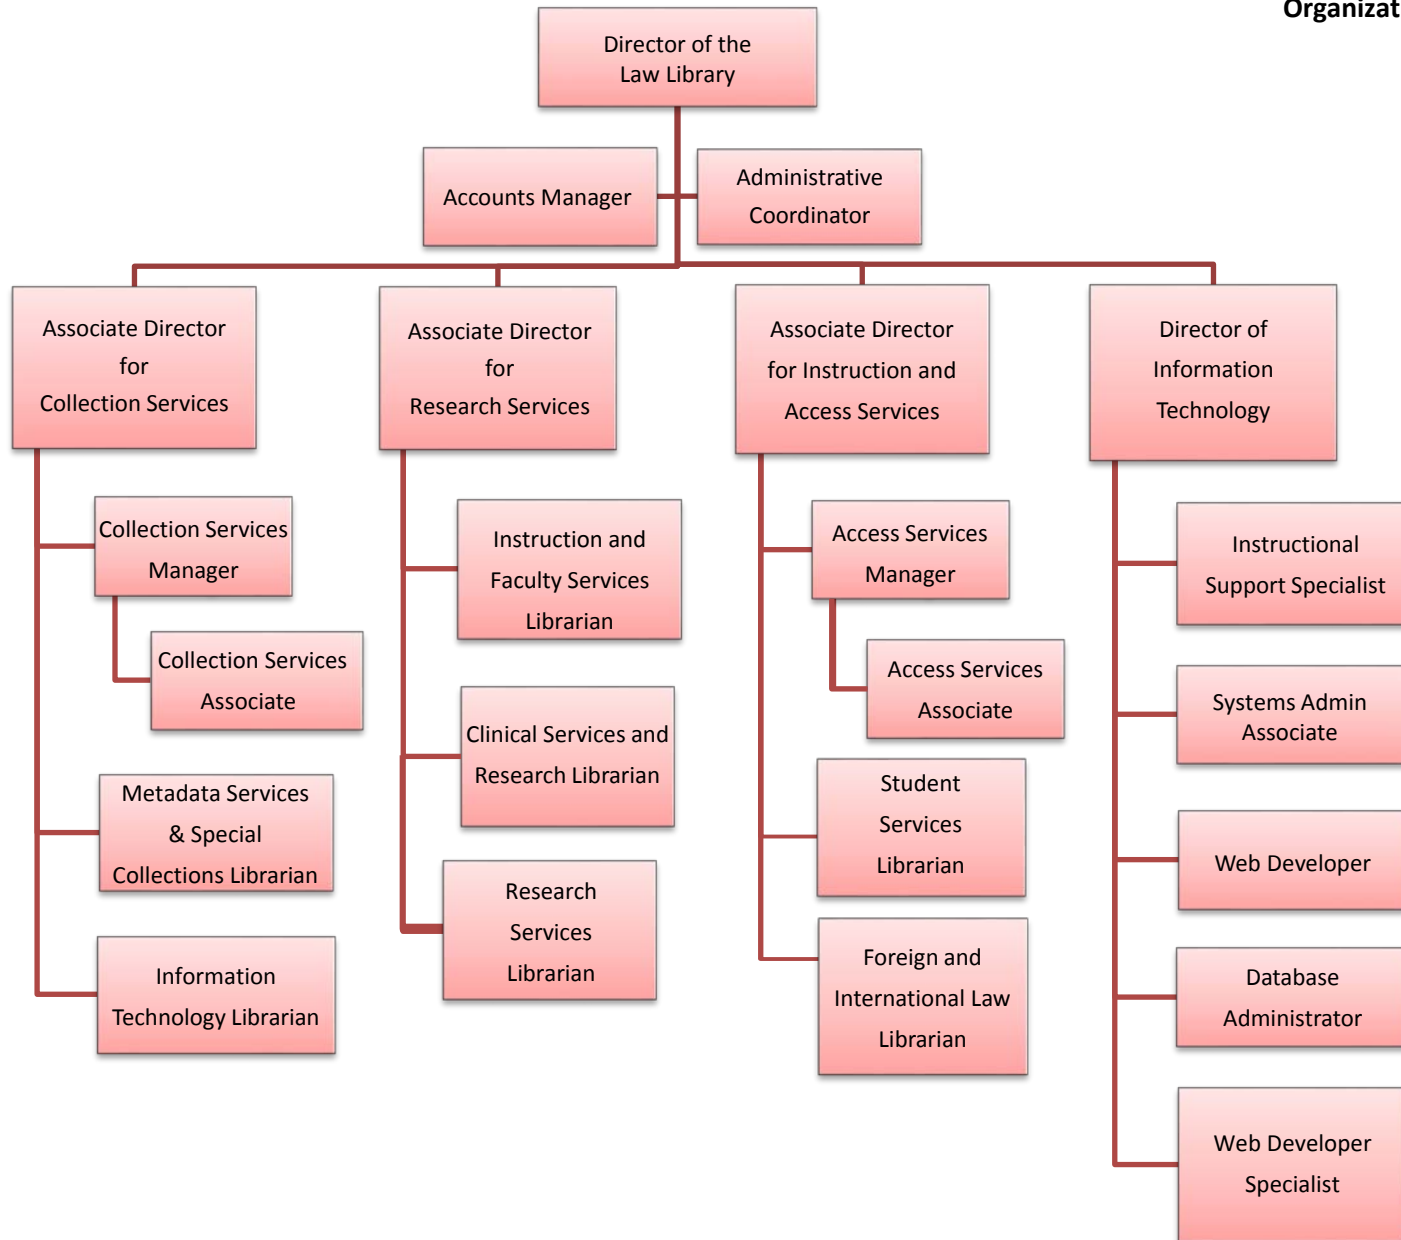 Organizat
Director of the
Law Library
Accounts Manager
Administrative
Coordinator
Associate Director
for
Collection Services
Associate Director
for
Research Services
Associate Director
for Instruction and
Access Services
Director of
Information
Technology
Collection Services
Manager
Collection Services
Associate
Metadata Services
& Special
Collections Librarian
Information
Technology Librarian
Instruction and
Faculty Services
Librarian
Clinical Services and
Research Librarian
Research
Services
Librarian
Access Services
Manager
Access Services
Associate
Student
Services
Librarian
Foreign and
International Law
Librarian
Instructional
Support Specialist
Systems Admin
Associate
Web Developer
Database
Administrator
Web Developer
Specialist